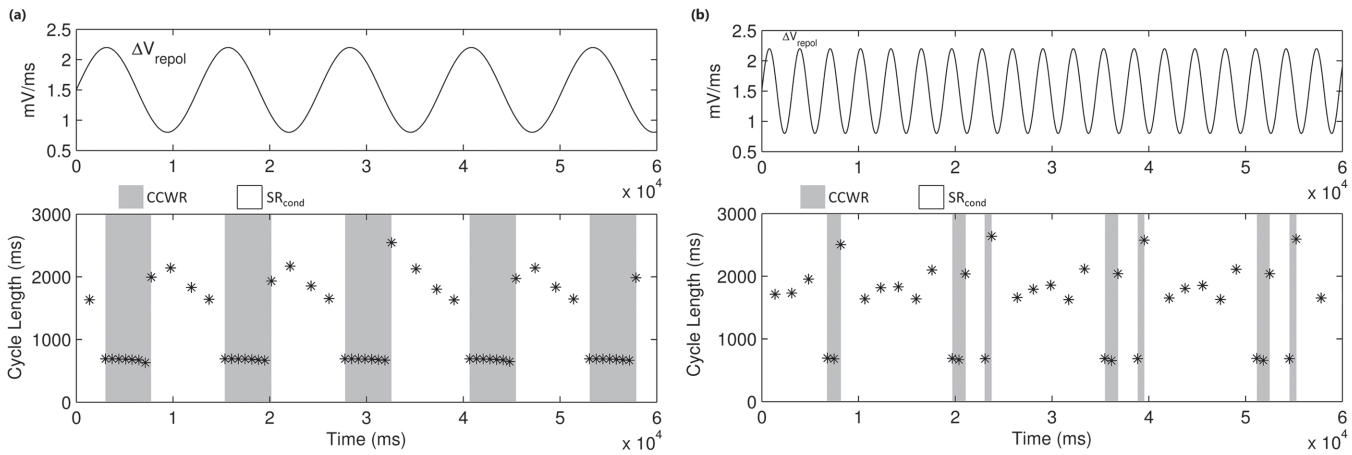 (a)
2.5
2
1.5
1
0.5
mV/ms
ΔVrepol
0 1 2 3 4 5 6
x 10^4
CCWR
SRcond
3000
2000
1000
0
Cycle Length (ms)
0 1 2 3 4 5 6
Time (ms)
x 10^4
(b)
2.5
2
1.5
1
0.5
mV/ms
ΔVrepol
0 1 2 3 4 5 6
x 10^4
CCWR
SRcond
3000
2000
1000
0
Cycle Length (ms)
0 1 2 3 4 5 6
Time (ms)
x 10^4